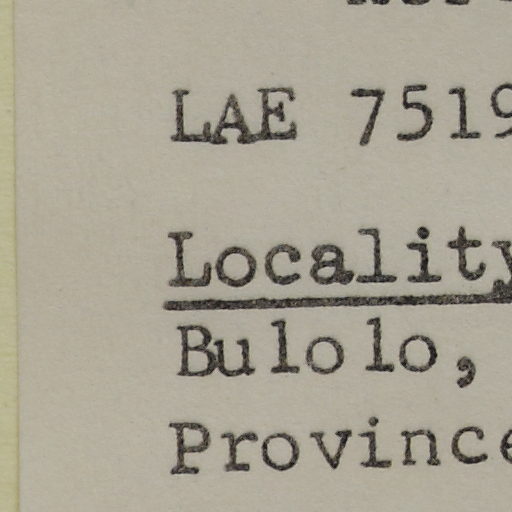 LAE 7519
Locality
Bulolo,
Province